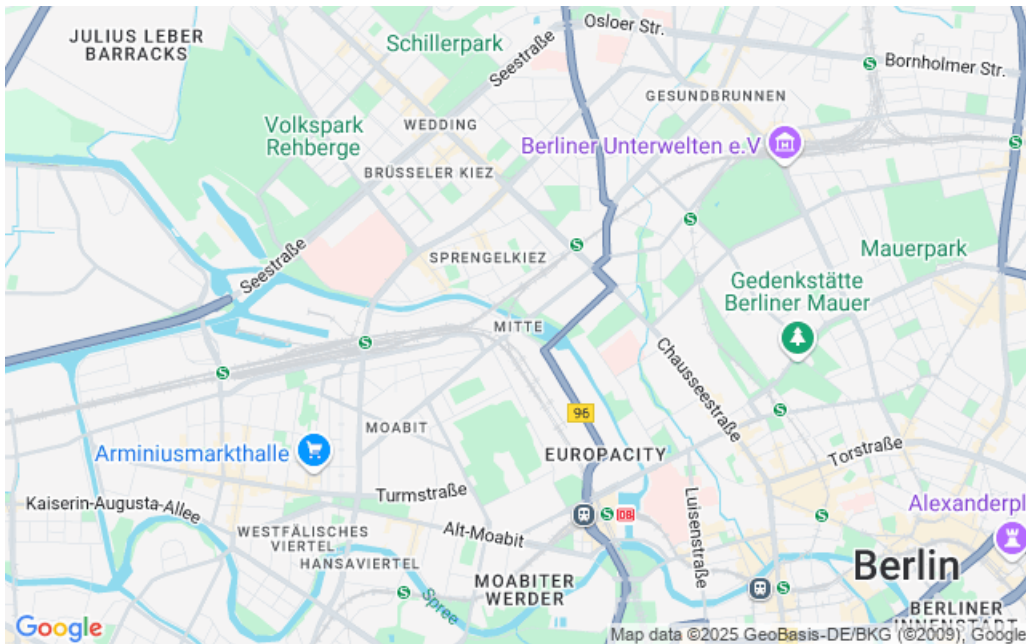 Osloer Str.
JULIUS LEBER
BARRACKS
Schillerpark
Seestraße
Bornholmer Str.
GESUNDBRUNNEN
Volkspark
Rehberge
WEDDING
Berliner Unterwelten e.V
BRÜSSELER KIEZ
Seestraße
SPRENGELKIEZ
Mauerpark
Gedenkstätte
Berliner Mauer
MITTE
Chausseestraße
96
MOABIT
Arminiusmarkthalle
EUROPACITY
Torstraße
Turmstraße
Kaiserin-Augusta-Allee
Luisenstraße
Alexanderpl
DB
WESTFÄLISCHES
VIERTEL
Alt-Moabit
HANSAVIERTEL
MOABITER
WERDER
Berlin
Spree
BERLINER
INNENSTADT
Google
Map data ©2025 GeoBasis-DE/BKG (©2009), Google
S
S
S
S
S
S
S
S
S
S
S
S